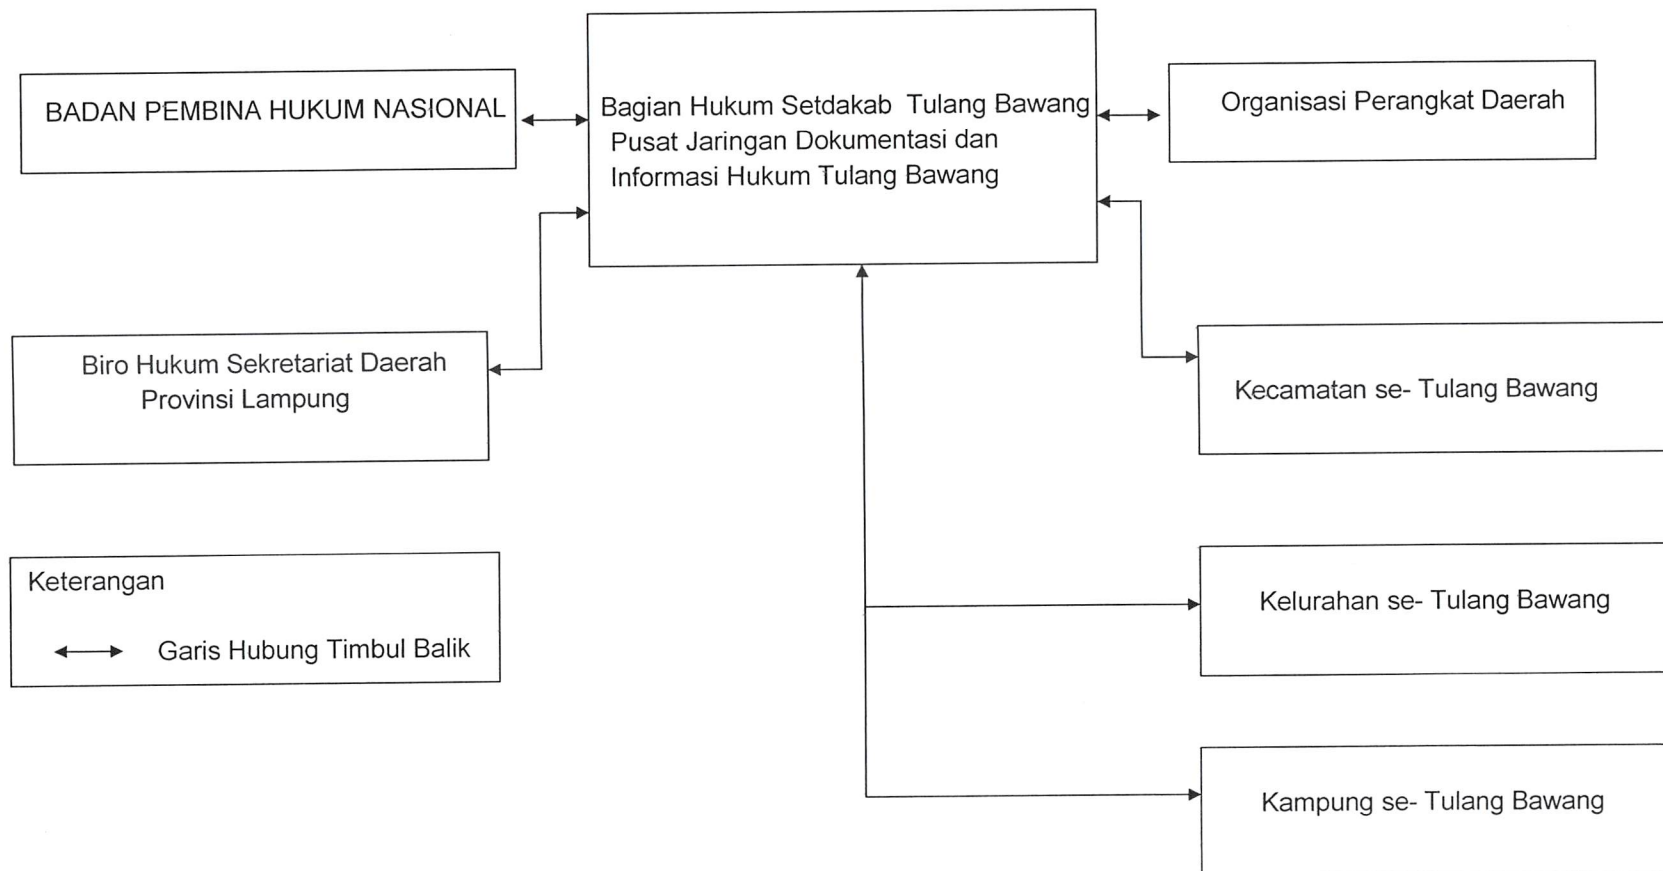 BADAN PEMBINA HUKUM NASIONAL
Bagian Hukum Setdakab Tulang Bawang
Pusat Jaringan Dokumentasi dan
Informasi Hukum Tulang Bawang
Organisasi Perangkat Daerah
Biro Hukum Sekretariat Daerah
Provinsi Lampung
Kecamatan se- Tulang Bawang
Keterangan
Garis Hubung Timbul Balik
Kelurahan se- Tulang Bawang
Kampung se- Tulang Bawang